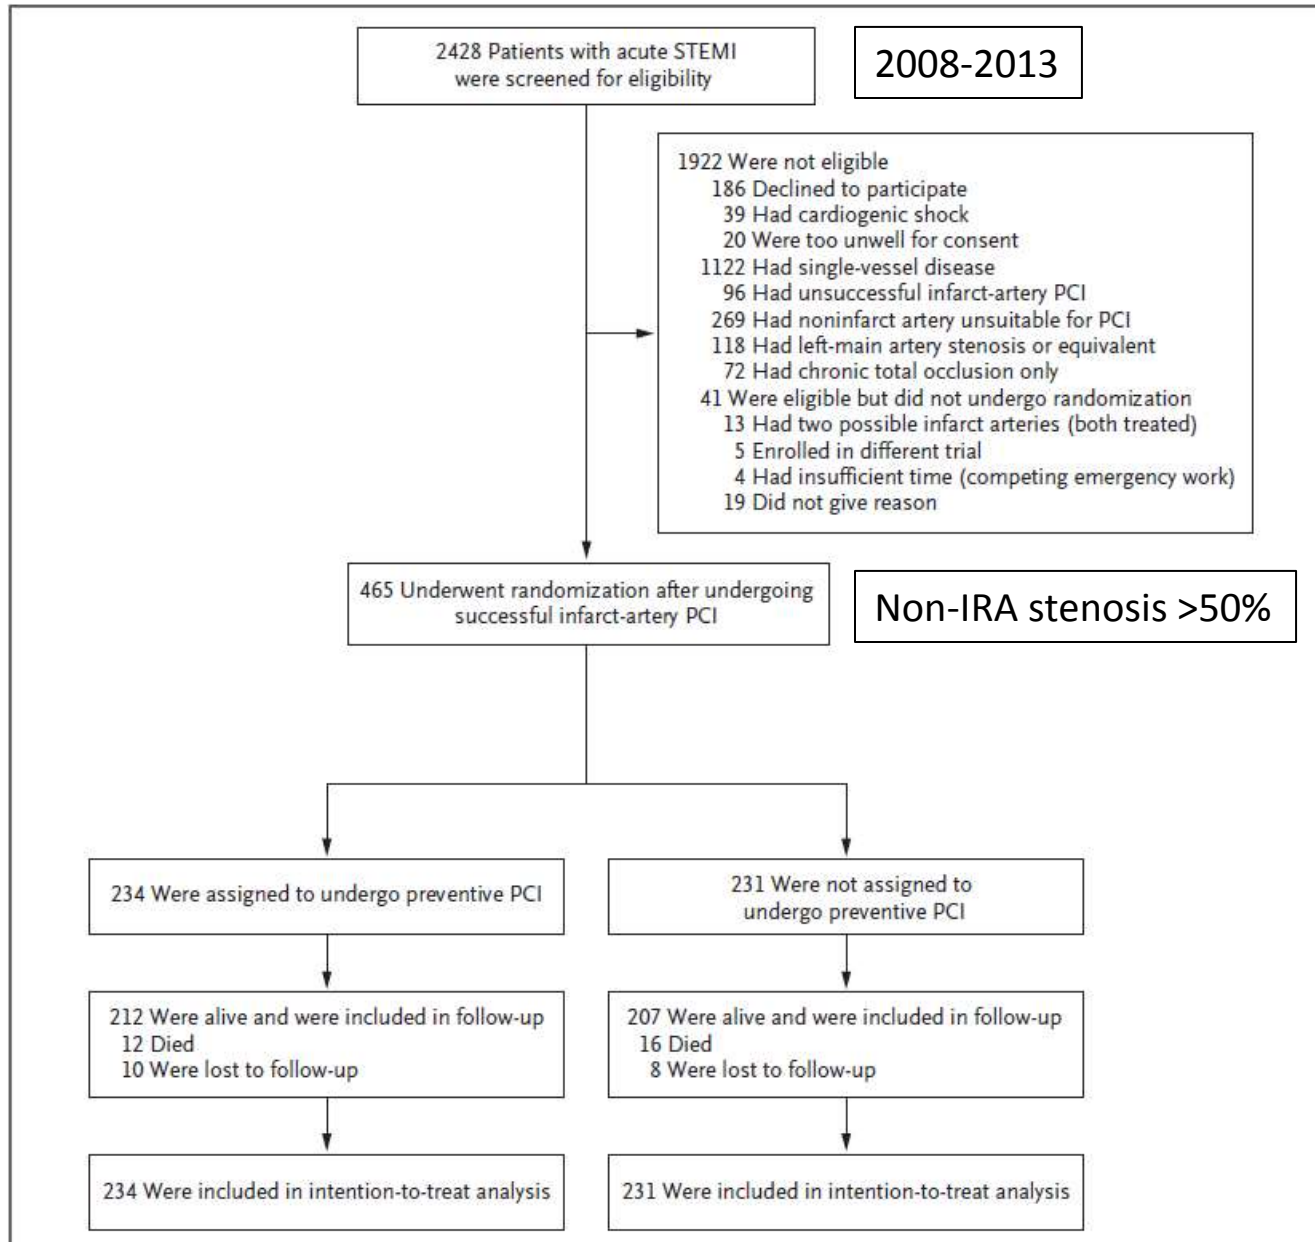 2428 Patients with acute STEMI
were screened for eligibility
2008-2013
1922 Were not eligible
186 Declined to participate
39 Had cardiogenic shock
20 Were too unwell for consent
1122 Had single-vessel disease
96 Had unsuccessful infarct-artery PCI
269 Had noninfarct artery unsuitable for PCI
118 Had left-main artery stenosis or equivalent
72 Had chronic total occlusion only
41 Were eligible but did not undergo randomization
13 Had two possible infarct arteries (both treated)
5 Enrolled in different trial
4 Had insufficient time (competing emergency work)
19 Did not give reason
465 Underwent randomization after undergoing
successful infarct-artery PCI
Non-IRA stenosis >50%
234 Were assigned to undergo preventive PCI
231 Were not assigned to
undergo preventive PCI
212 Were alive and were included in follow-up
12 Died
10 Were lost to follow-up
207 Were alive and were included in follow-up
16 Died
8 Were lost to follow-up
234 Were included in intention-to-treat analysis
231 Were included in intention-to-treat analysis